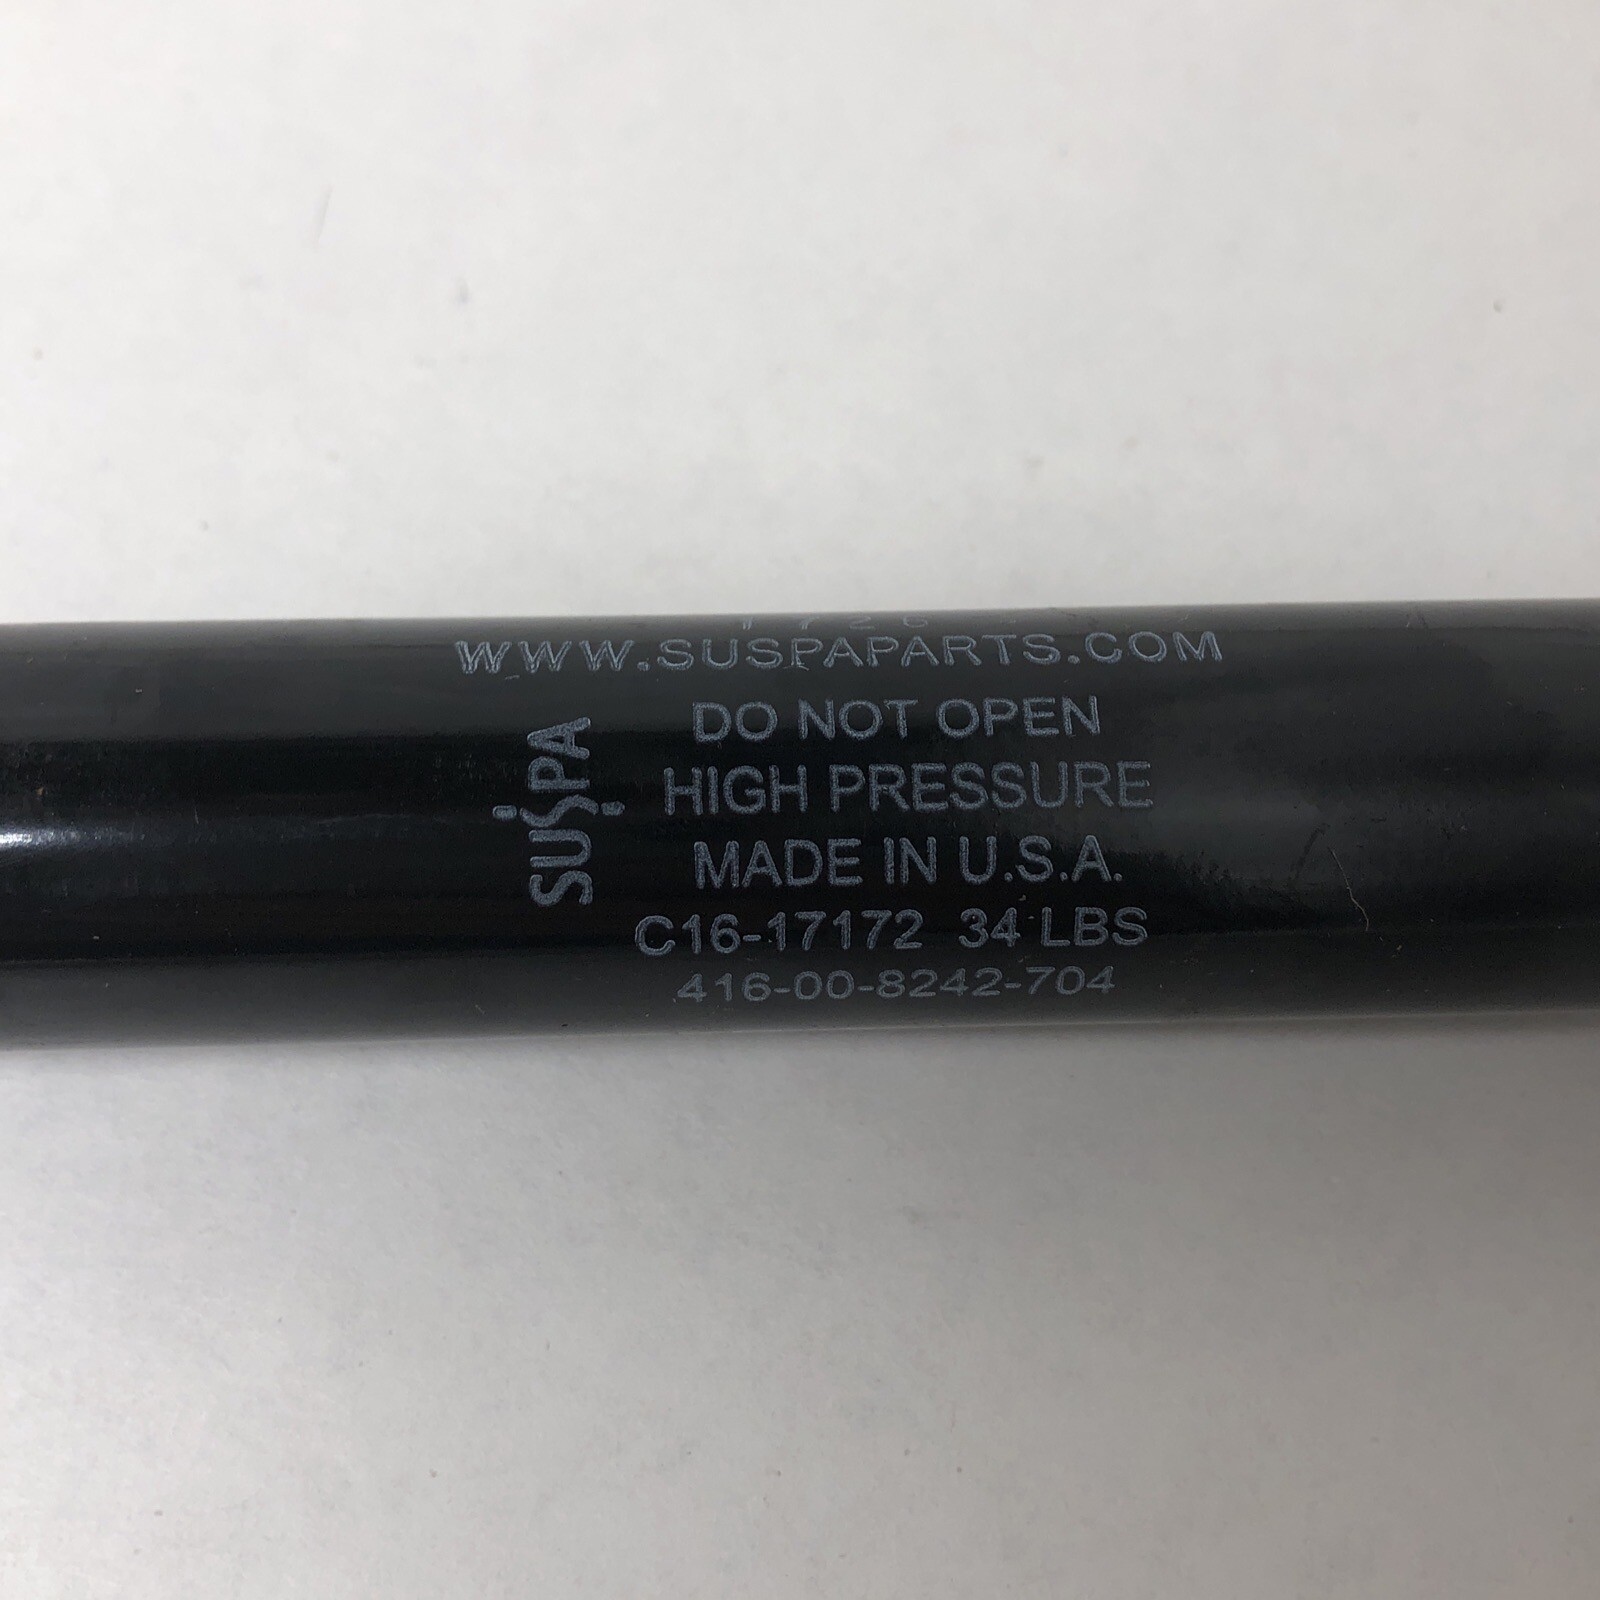 WWW.SUSPAPARTS.COM
SUSPA
DO NOT OPEN
HIGH PRESSURE
MADE IN U.S.A.
C16-17172 34 LBS
416-00-8242-704